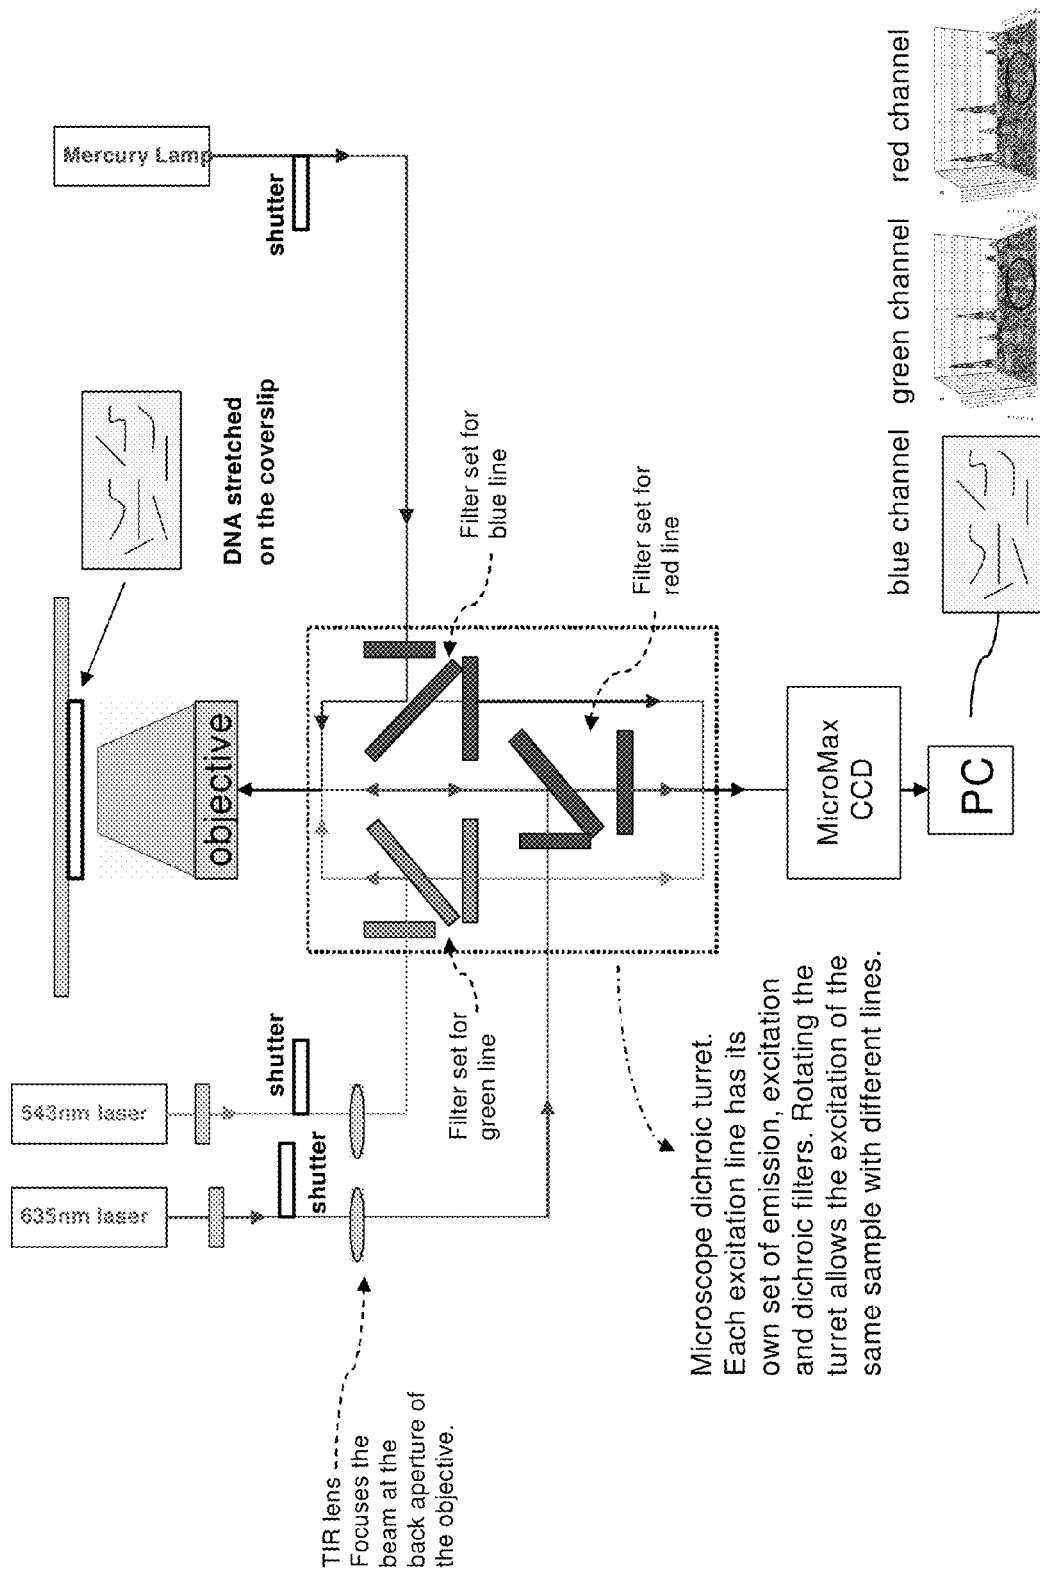 635nm laser
543nm laser
Mercury Lamp
shutter
shutter
shutter
DNA stretched
on the coverslip
objective
TIR lens
Focuses the
beam at the
back aperture of
the objective.
Filter set for
green line
Filter set for
blue line
Filter set for
red line
Microscope dichroic turret.
Each excitation line has its
own set of emission, excitation
and dichroic filters. Rotating the
turret allows the excitation of the
same sample with different lines.
MicroMax
CCD
PC
blue channel
green channel
red channel